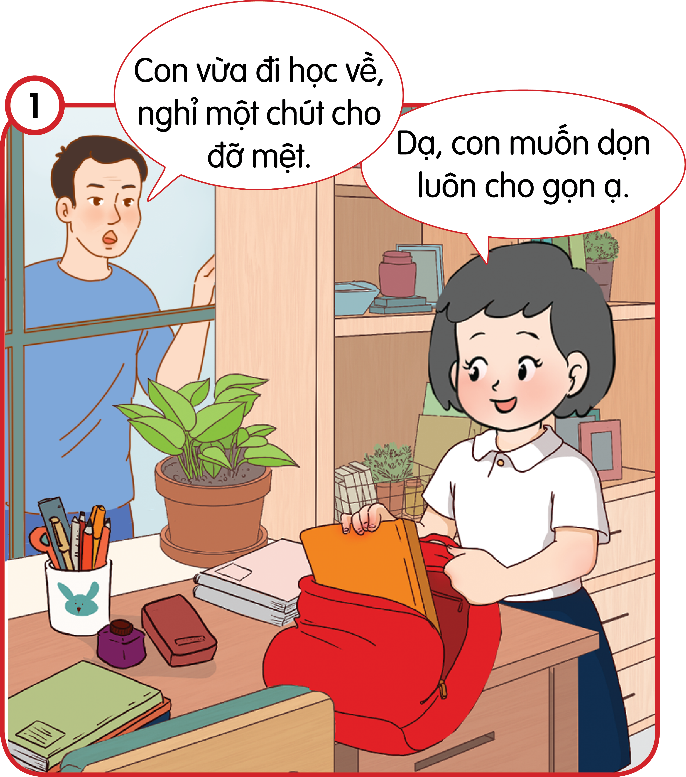 1
Con vừa đi học về,
nghỉ một chút cho
đỡ mệt.
Dạ, con muốn dọn
luôn cho gọn ạ.